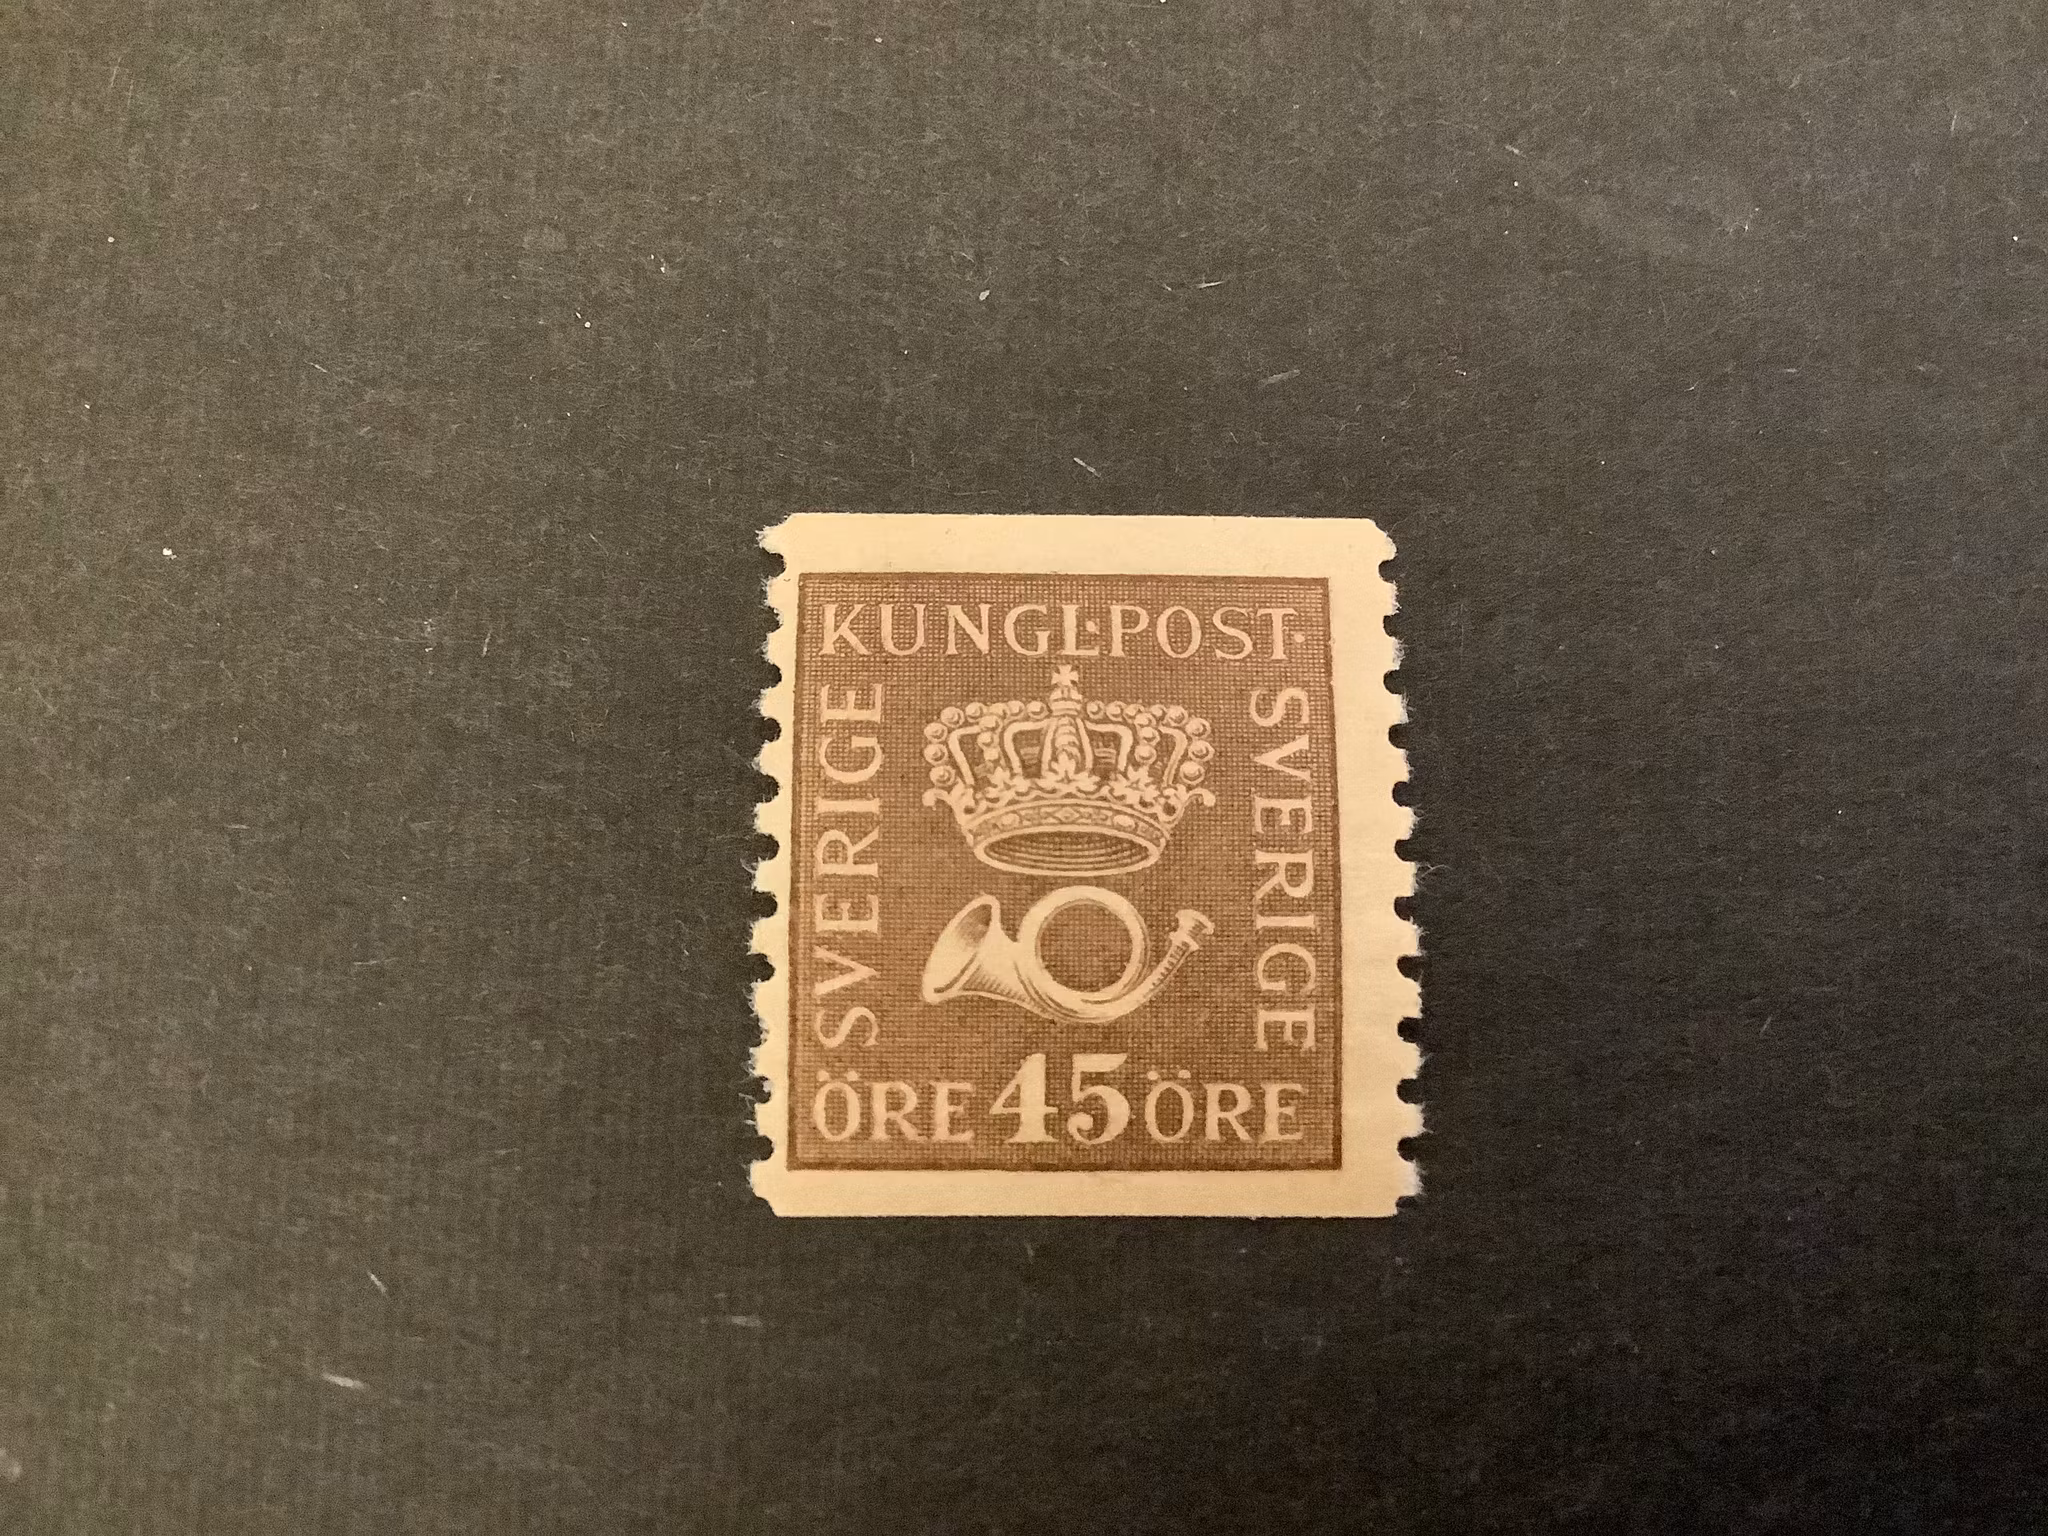 KUNGL·POST·
SVERIGE
SVERIGE
ÖRE 45 ÖRE